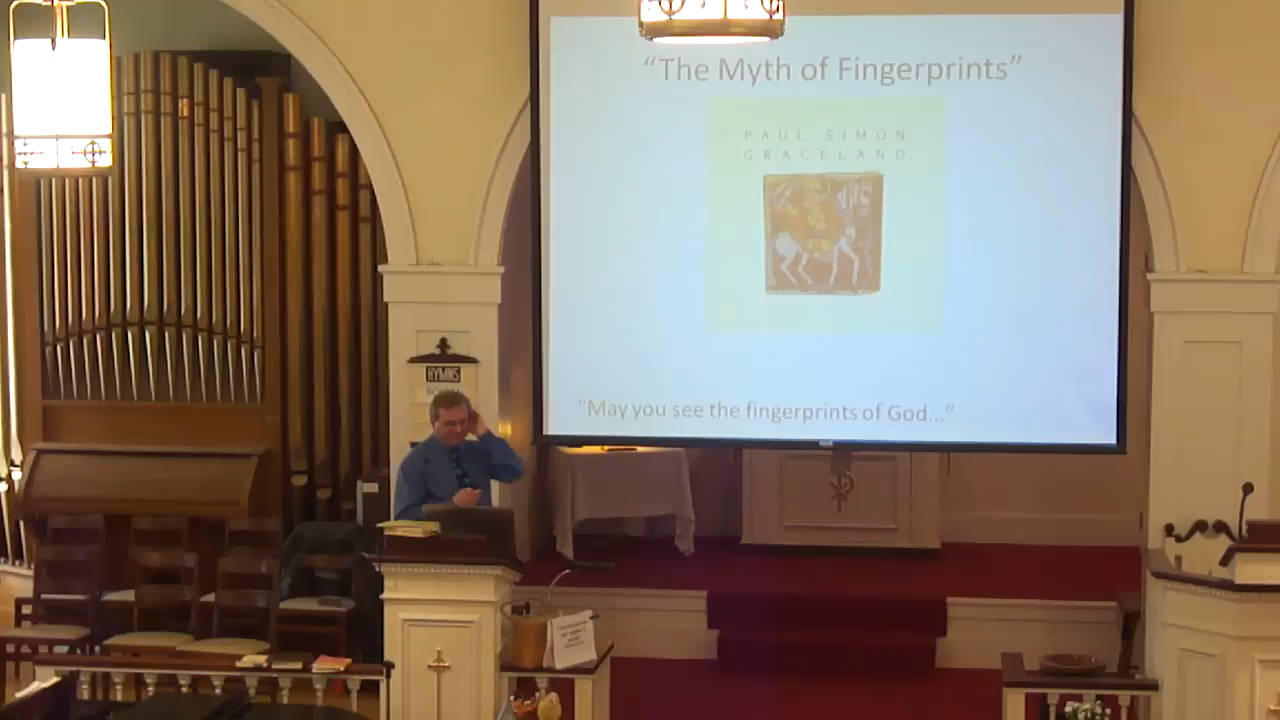 “The Myth of Fingerprints”
PAUL SIMON
GRACELAND
“May you see the fingerprints of God...“
HYMNS